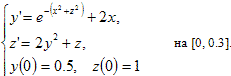 y'=e^{-(x^2+z^2)}+2x,
z'=2y^2+z,
на [0, 0.3].
y(0)=0.5, z(0)=1